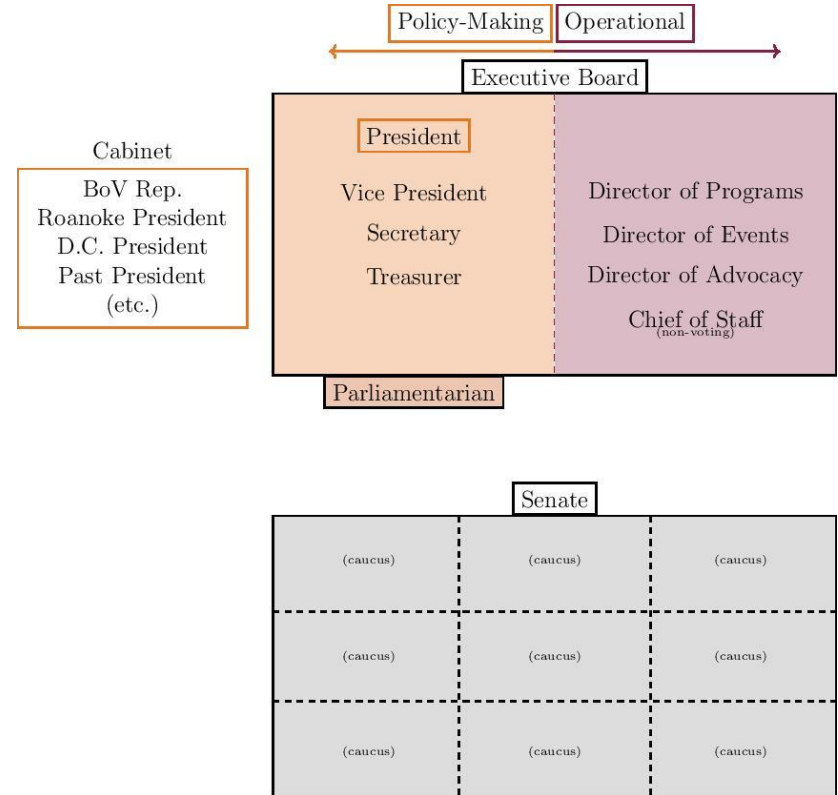 Policy-Making Operational
Executive Board
President
Cabinet
BoV Rep.
Roanoke President
D.C. President
Past President
(etc.)
Vice President
Secretary
Treasurer
Director of Programs
Director of Events
Director of Advocacy
Chief of Staff
(non-voting)
Parliamentarian
Senate
(caucus) (caucus) (caucus)
(caucus) (caucus) (caucus)
(caucus) (caucus) (caucus)